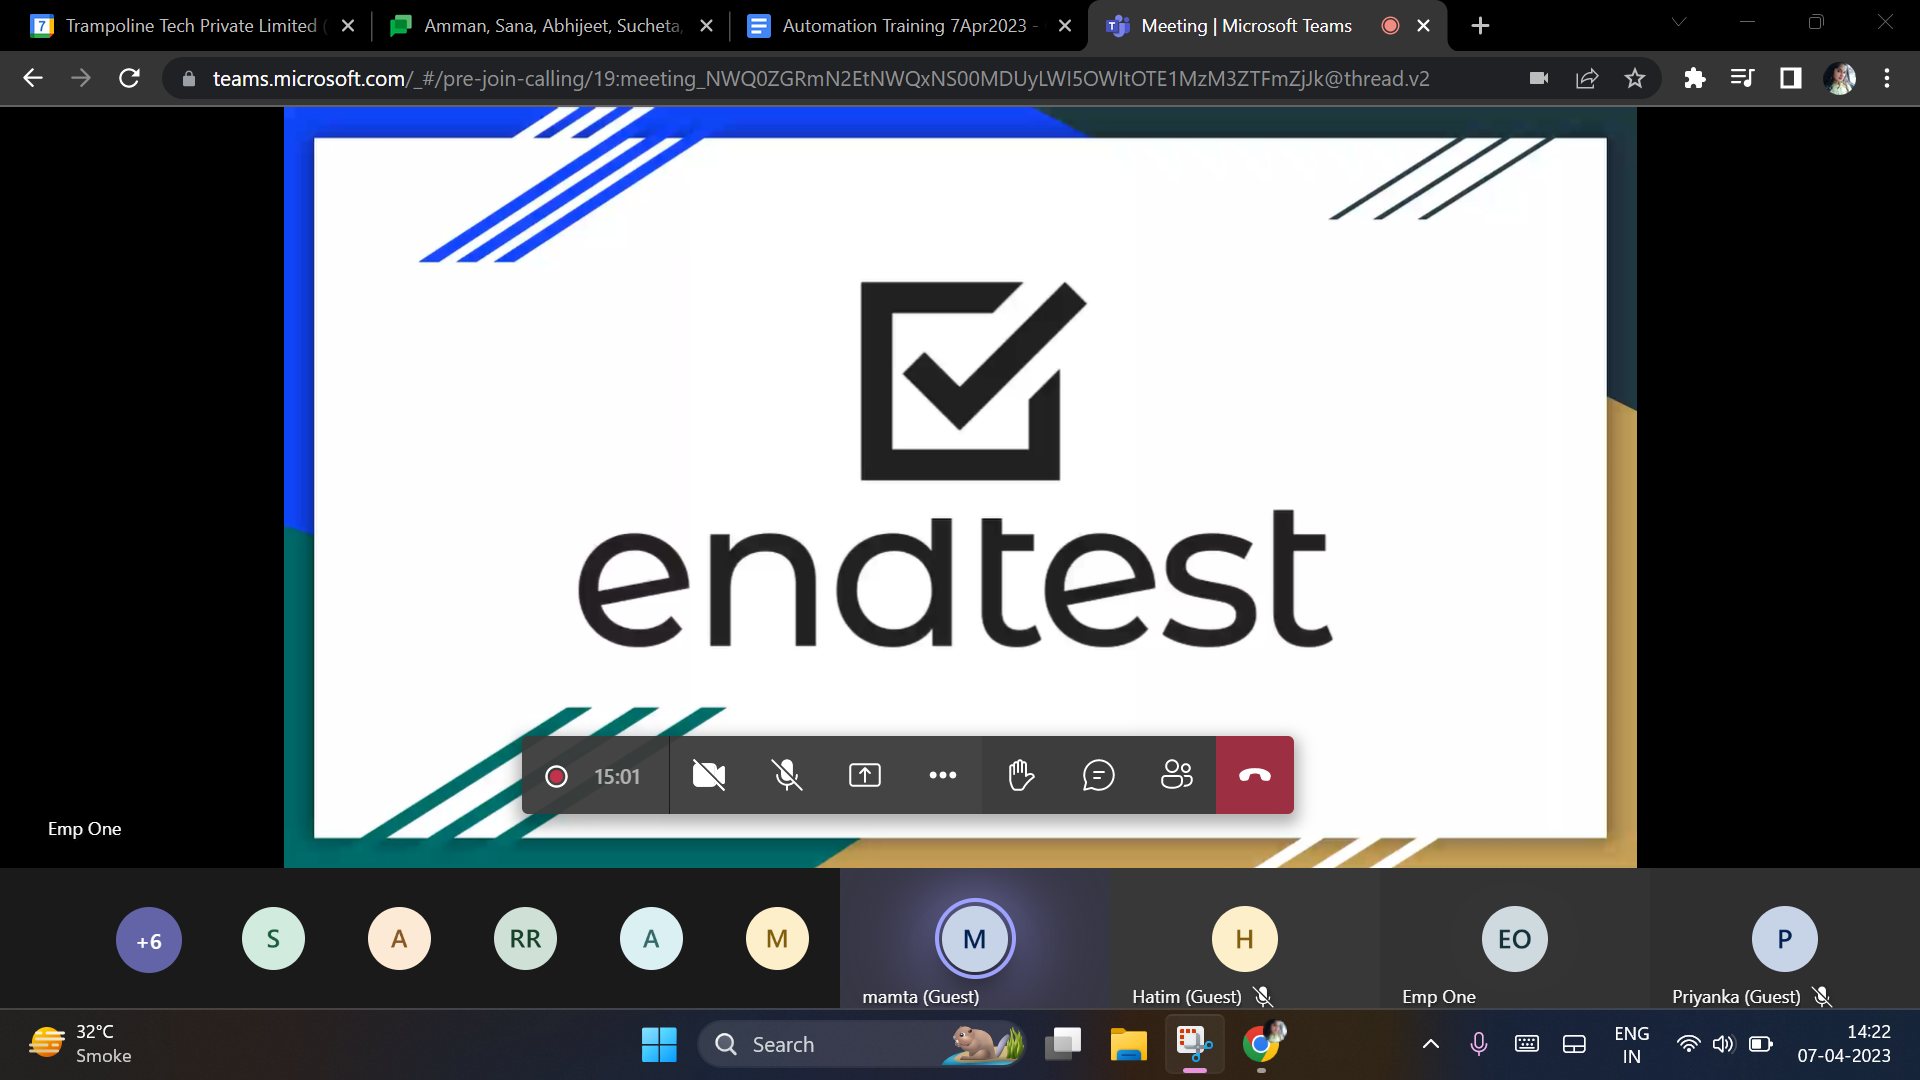 Trampoline Tech Private Limited (
Amman, Sana, Abhijeet, Sucheta,
Automation Training 7Apr2023 -
Meeting | Microsoft Teams
teams.microsoft.com/_#/pre-join-calling/19:meeting_NWQ0ZGRmN2EtNWQxNS00MDUyLWI5OWItOTE1MzM3ZTFmZjJk@thread.v2
endtest
15:01
Emp One
+6
S
A
RR
A
M
M
H
EO
P
mamta (Guest)
Hatim (Guest)
Emp One
Priyanka (Guest)
32°C
Smoke
Search
ENG
IN
14:22
07-04-2023